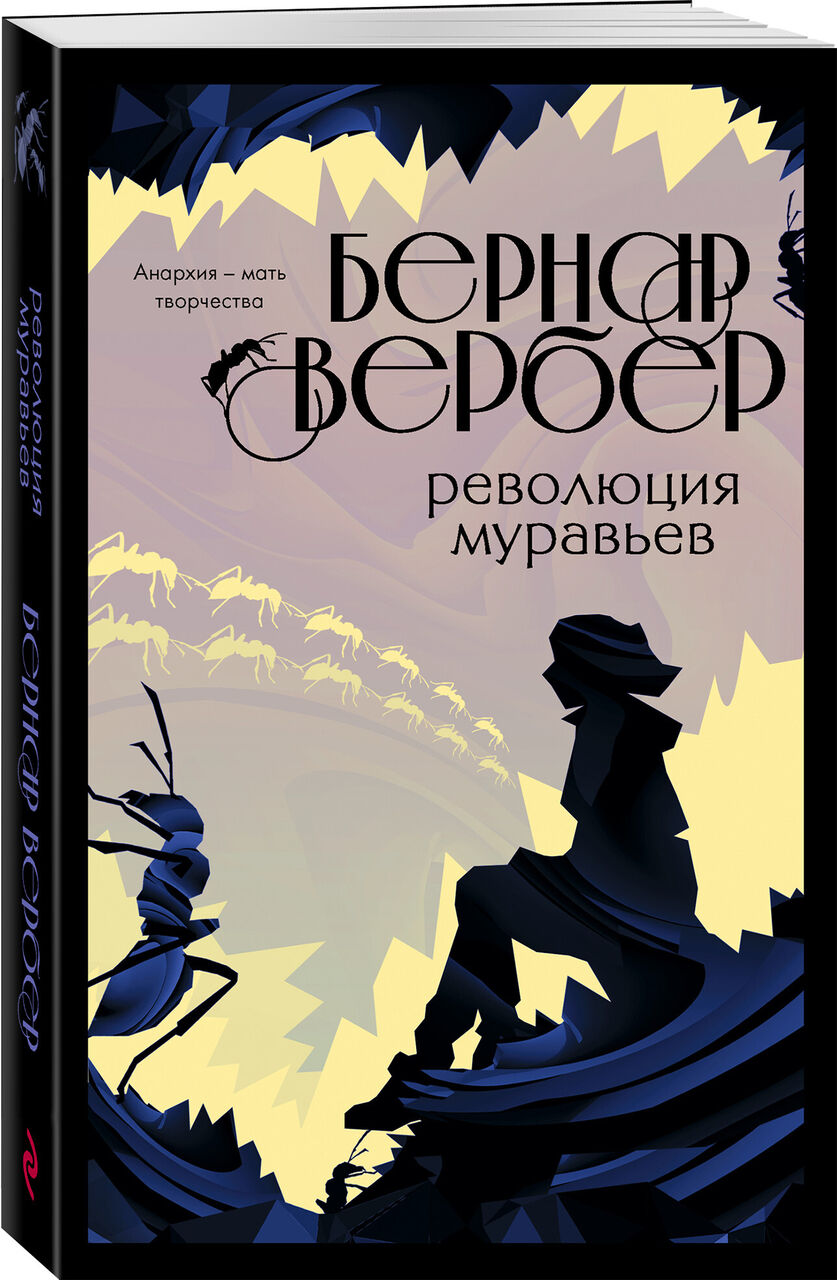 Анархия – мать
творчества
Бернар
Вербер
революция
муравьев
революция
муравьев
Бернар Вербер